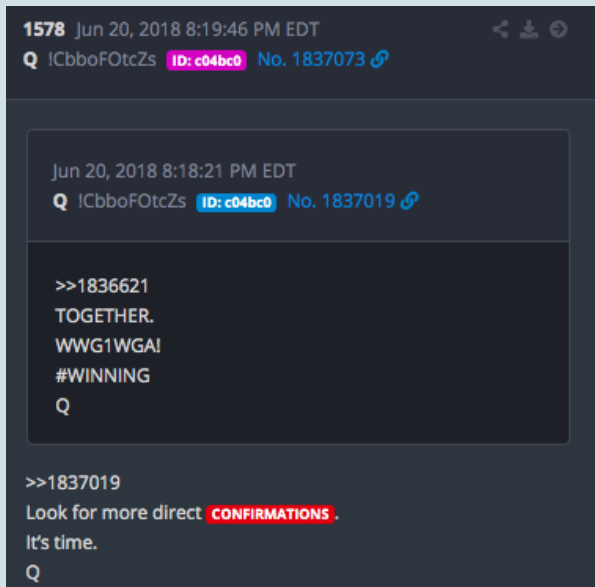 1578 Jun 20, 2018 8:19:46 PM EDT
Q !CbboFOtcZs ID: c04bc0 No. 1837073
Jun 20, 2018 8:18:21 PM EDT
Q !CbboFOtcZs ID: c04bc0 No. 1837019
>>1836621
TOGETHER.
WWG1WGA!
#WINNING
Q
>>1837019
Look for more direct CONFIRMATIONS.
It's time.
Q